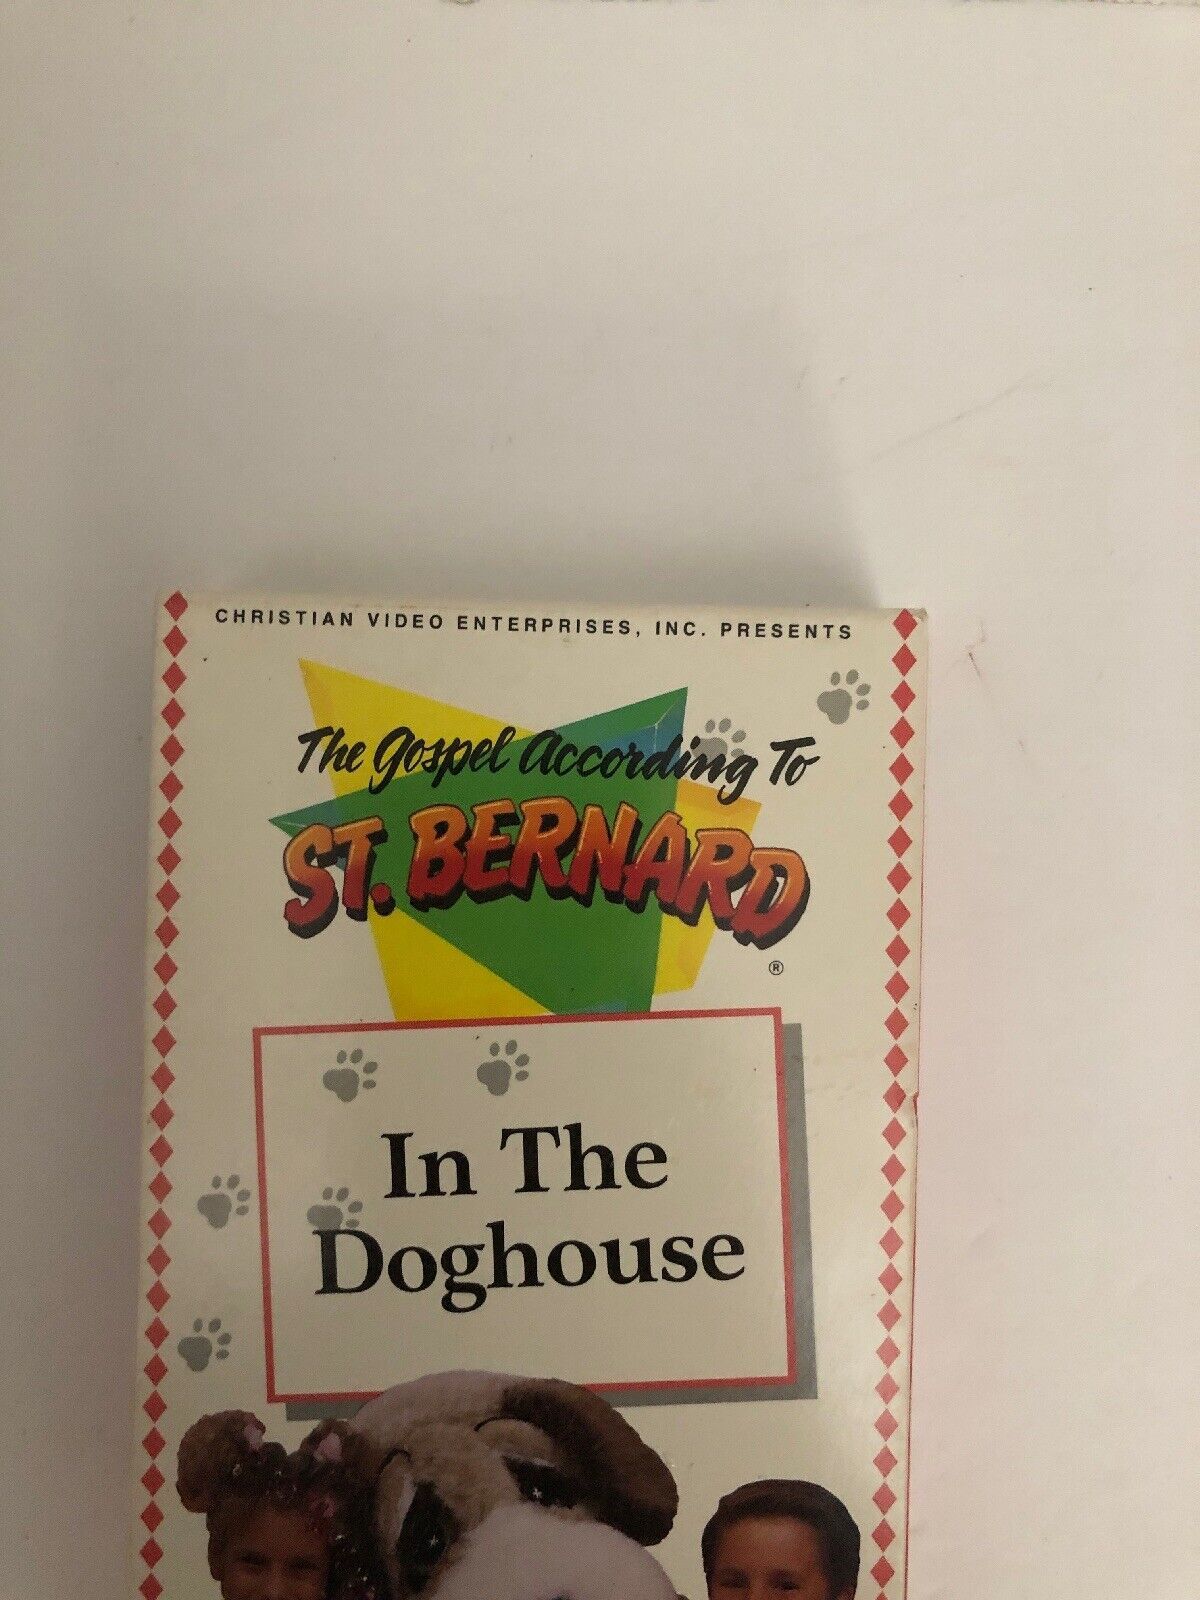 CHRISTIAN VIDEO ENTERPRISES, INC. PRESENTS
The Gospel According To
ST. BERNARD
®
In The
Doghouse